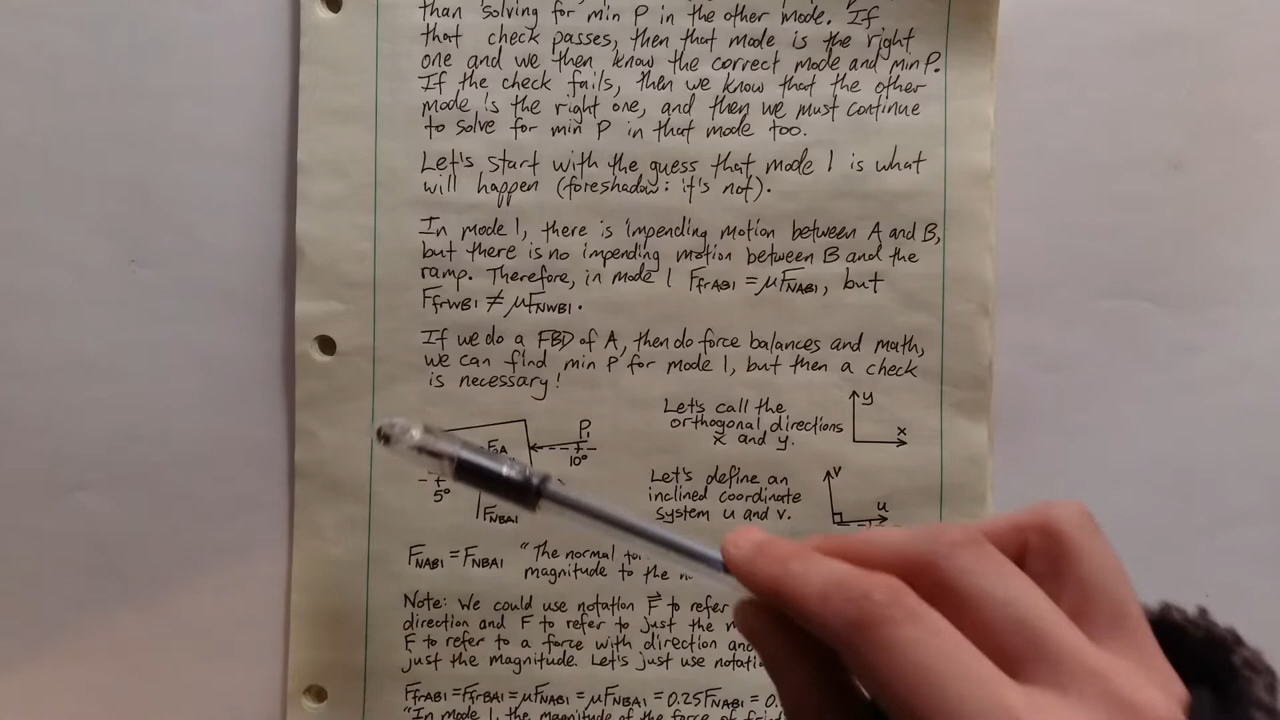 than solving for min P in the other mode. If
that check passes, then that mode is the right
one and we then know the correct mode and min P.
If the check fails, then we know that the other
mode is the right one, and then we must continue
to solve for min P in that mode too.
Let's start with the guess that mode 1 is what
will happen (foreshadow: it's not).
In mode 1, there is impending motion between A and B,
but there is no impending motion between B and the
ramp. Therefore, in mode 1 FfrAB1 = μFNAB1, but
FfrWB1 ≠ μFNWB1.
If we do a FBD of A, then do force balances and math,
we can find min P for mode 1, but then a check
is necessary!
P1
10°
5°
FNBA1
Let's call the
orthogonal directions
x and y.
y
x
Let's define an
inclined coordinate
system u and v.
v
u
FNAB1 = FNBA1 "The normal
magnitude to the
Note: We could use notation F⃗ to refer
direction and F to refer to just the
F to refer to a force with direction and
just the magnitude. Let's just use
FfrAB1 = FfrBA1 = μFNAB1 = μFNBA1 = 0.25FNAB1 =
"In mode 1, the magnitude of the force of